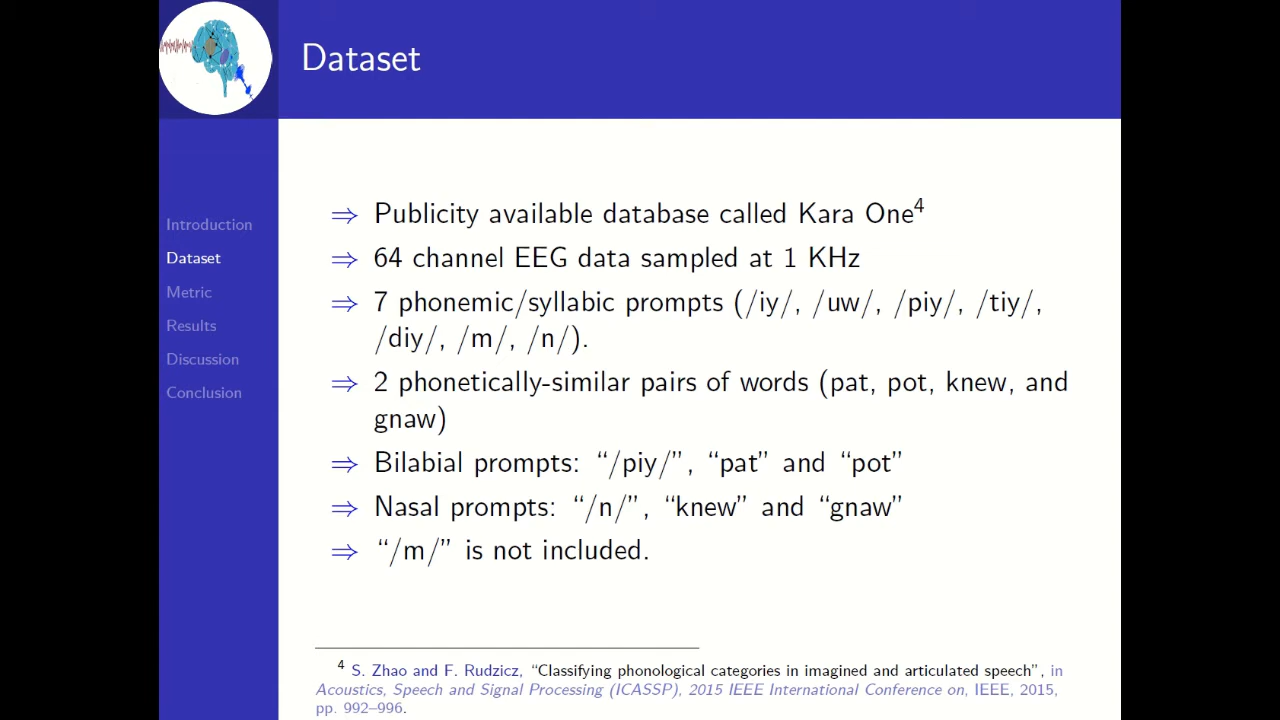 Dataset
Introduction
Dataset
Metric
Results
Discussion
Conclusion
⇒ Publicity available database called Kara One⁴
⇒ 64 channel EEG data sampled at 1 KHz
⇒ 7 phonemic/syllabic prompts (/iy/, /uw/, /piy/, /tiy/,
/diy/, /m/, /n/).
⇒ 2 phonetically-similar pairs of words (pat, pot, knew, and
gnaw)
⇒ Bilabial prompts: “/piy/”, “pat” and “pot”
⇒ Nasal prompts: “/n/”, “knew” and “gnaw”
⇒ “/m/” is not included.
⁴ S. Zhao and F. Rudzicz, “Classifying phonological categories in imagined and articulated speech”, in
Acoustics, Speech and Signal Processing (ICASSP), 2015 IEEE International Conference on, IEEE, 2015,
pp. 992–996.